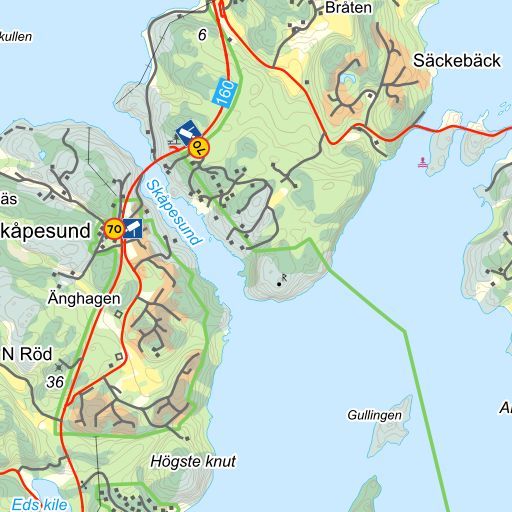 Bråten
kullen
6
Säckebäck
160
70
Skåpesund
äs
kåpesund
70
Änghagen
N Röd
36
Gullingen
A
Högste knut
Eds kile